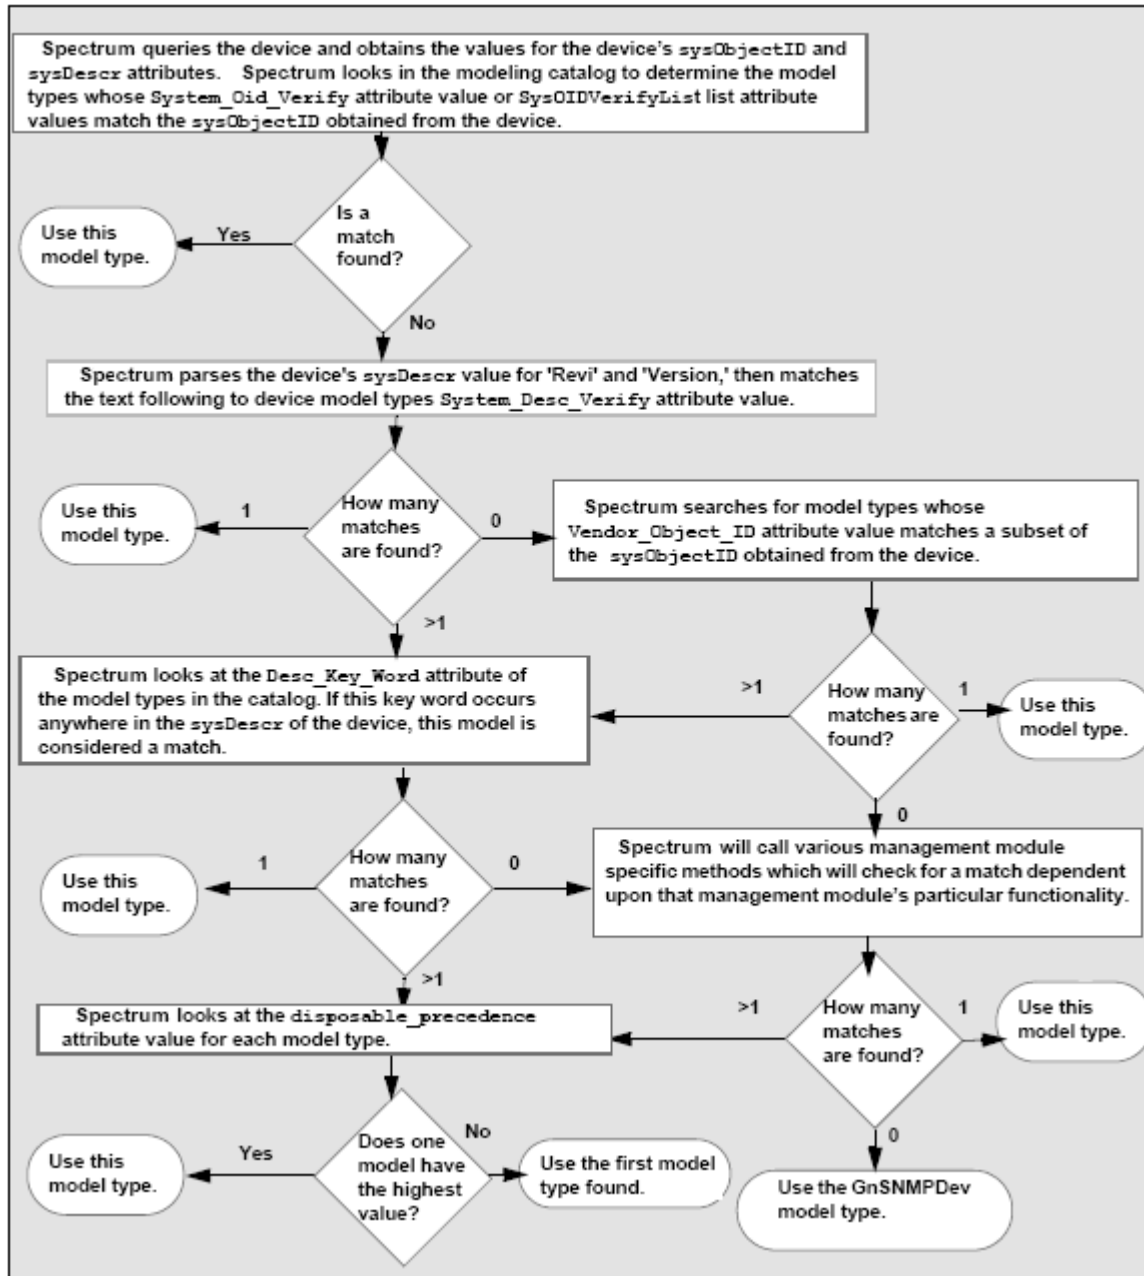 Spectrum queries the device and obtains the values for the device's sysObjectID and
sysDescr attributes. Spectrum looks in the modeling catalog to determine the model
types whose System_Oid_Verify attribute value or SysOIDVerifyList list attribute
values match the sysObjectID obtained from the device.
Is a
match
found?
Yes
Use this
model type.
No
Spectrum parses the device's sysDescr value for 'Revi' and 'Version,' then matches
the text following to device model types System_Desc_Verify attribute value.
How many
matches
are found?
1
Use this
model type.
0
Spectrum searches for model types whose
Vendor_Object_ID attribute value matches a subset of
the sysObjectID obtained from the device.
>1
Spectrum looks at the Desc_Key_Word attribute of
the model types in the catalog. If this key word occurs
anywhere in the sysDescr of the device, this model is
considered a match.
>1
How many
matches are
found?
1
Use this
model type.
0
How many
matches
are found?
1
Use this
model type.
0
Spectrum will call various management module
specific methods which will check for a match dependent
upon that management module's particular functionality.
>1
Spectrum looks at the disposable_precedence
attribute value for each model type.
>1
How many
matches
are found?
1
Use this
model type.
0
Use the GnSNMPDev
model type.
Does one
model have
the highest
value?
Yes
Use this
model type.
No
Use the first model
type found.